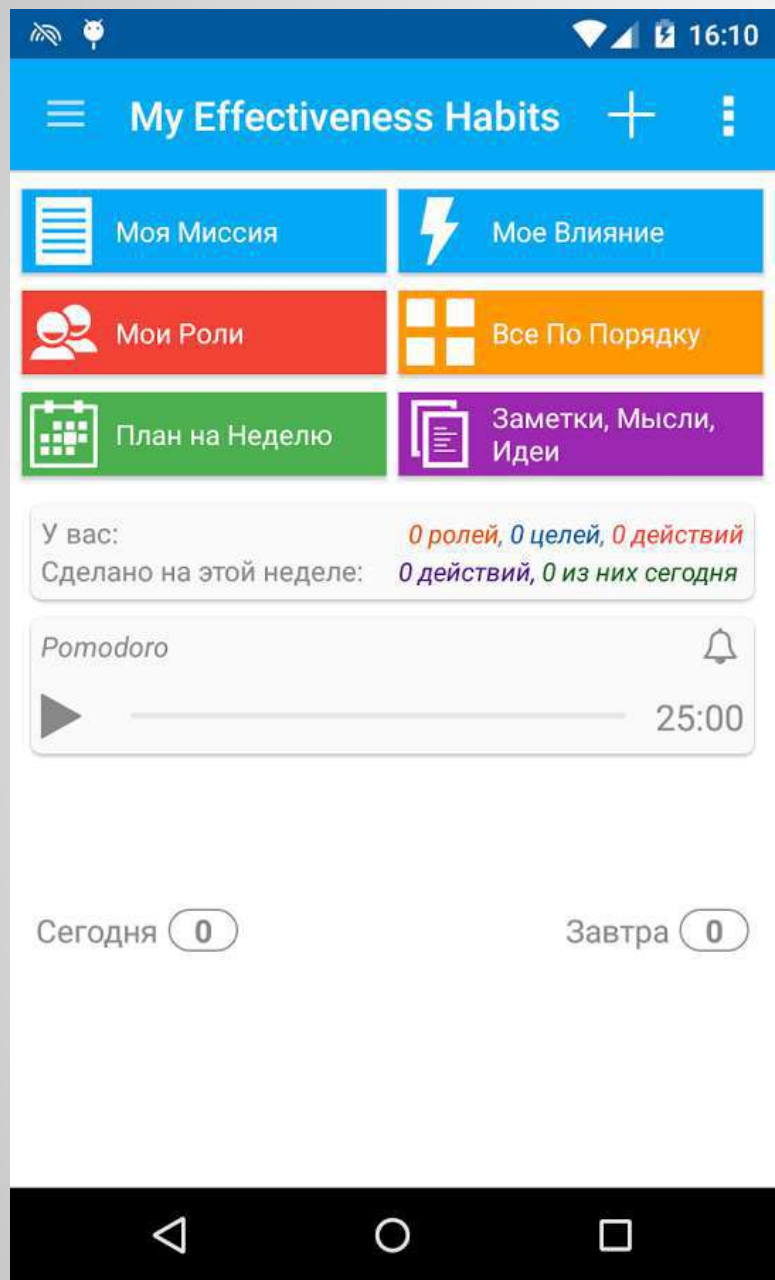 16:10
My Effectiveness Habits
Моя Миссия
Мое Влияние
Мои Роли
Все По Порядку
План на Неделю
Заметки, Мысли,
Идеи
У вас: 0 ролей, 0 целей, 0 действий
Сделано на этой неделе: 0 действий, 0 из них сегодня
Pomodoro
25:00
Сегодня 0
Завтра 0